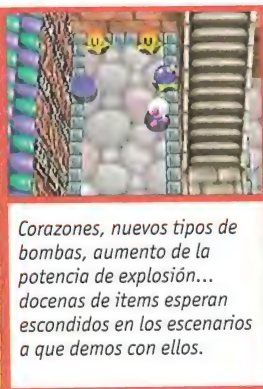 Corazones, nuevos tipos de
bombas, aumento de la
potencia de explosión...
docenas de items esperan
escondidos en los escenarios
a que demos con ellos.